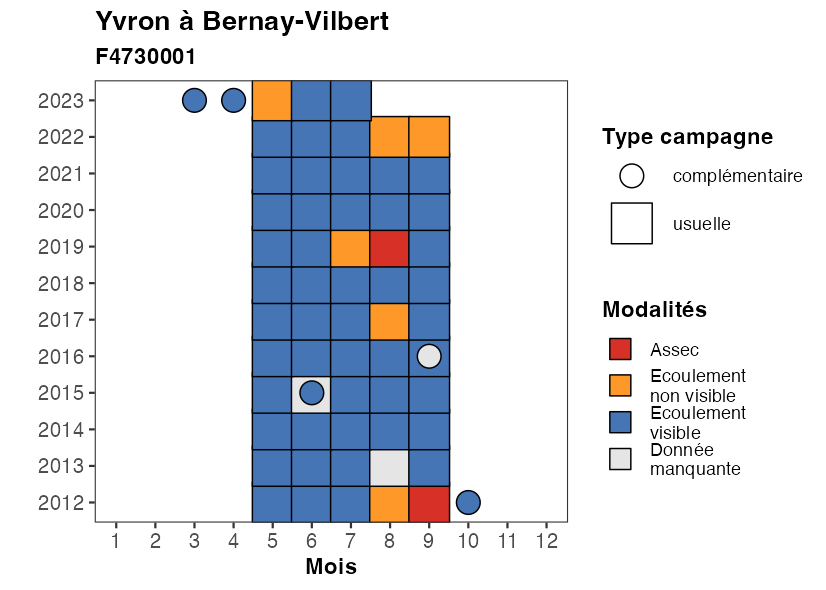 Yvron à Bernay-Vilbert
F4730001
2023
2022
2021
2020
2019
2018
2017
2016
2015
2014
2013
2012
1 2 3 4 5 6 7 8 9 10 11 12
Mois
Type campagne
complémentaire
usuelle
Modalités
Assec
Ecoulement
non visible
Ecoulement
visible
Donnée
manquante